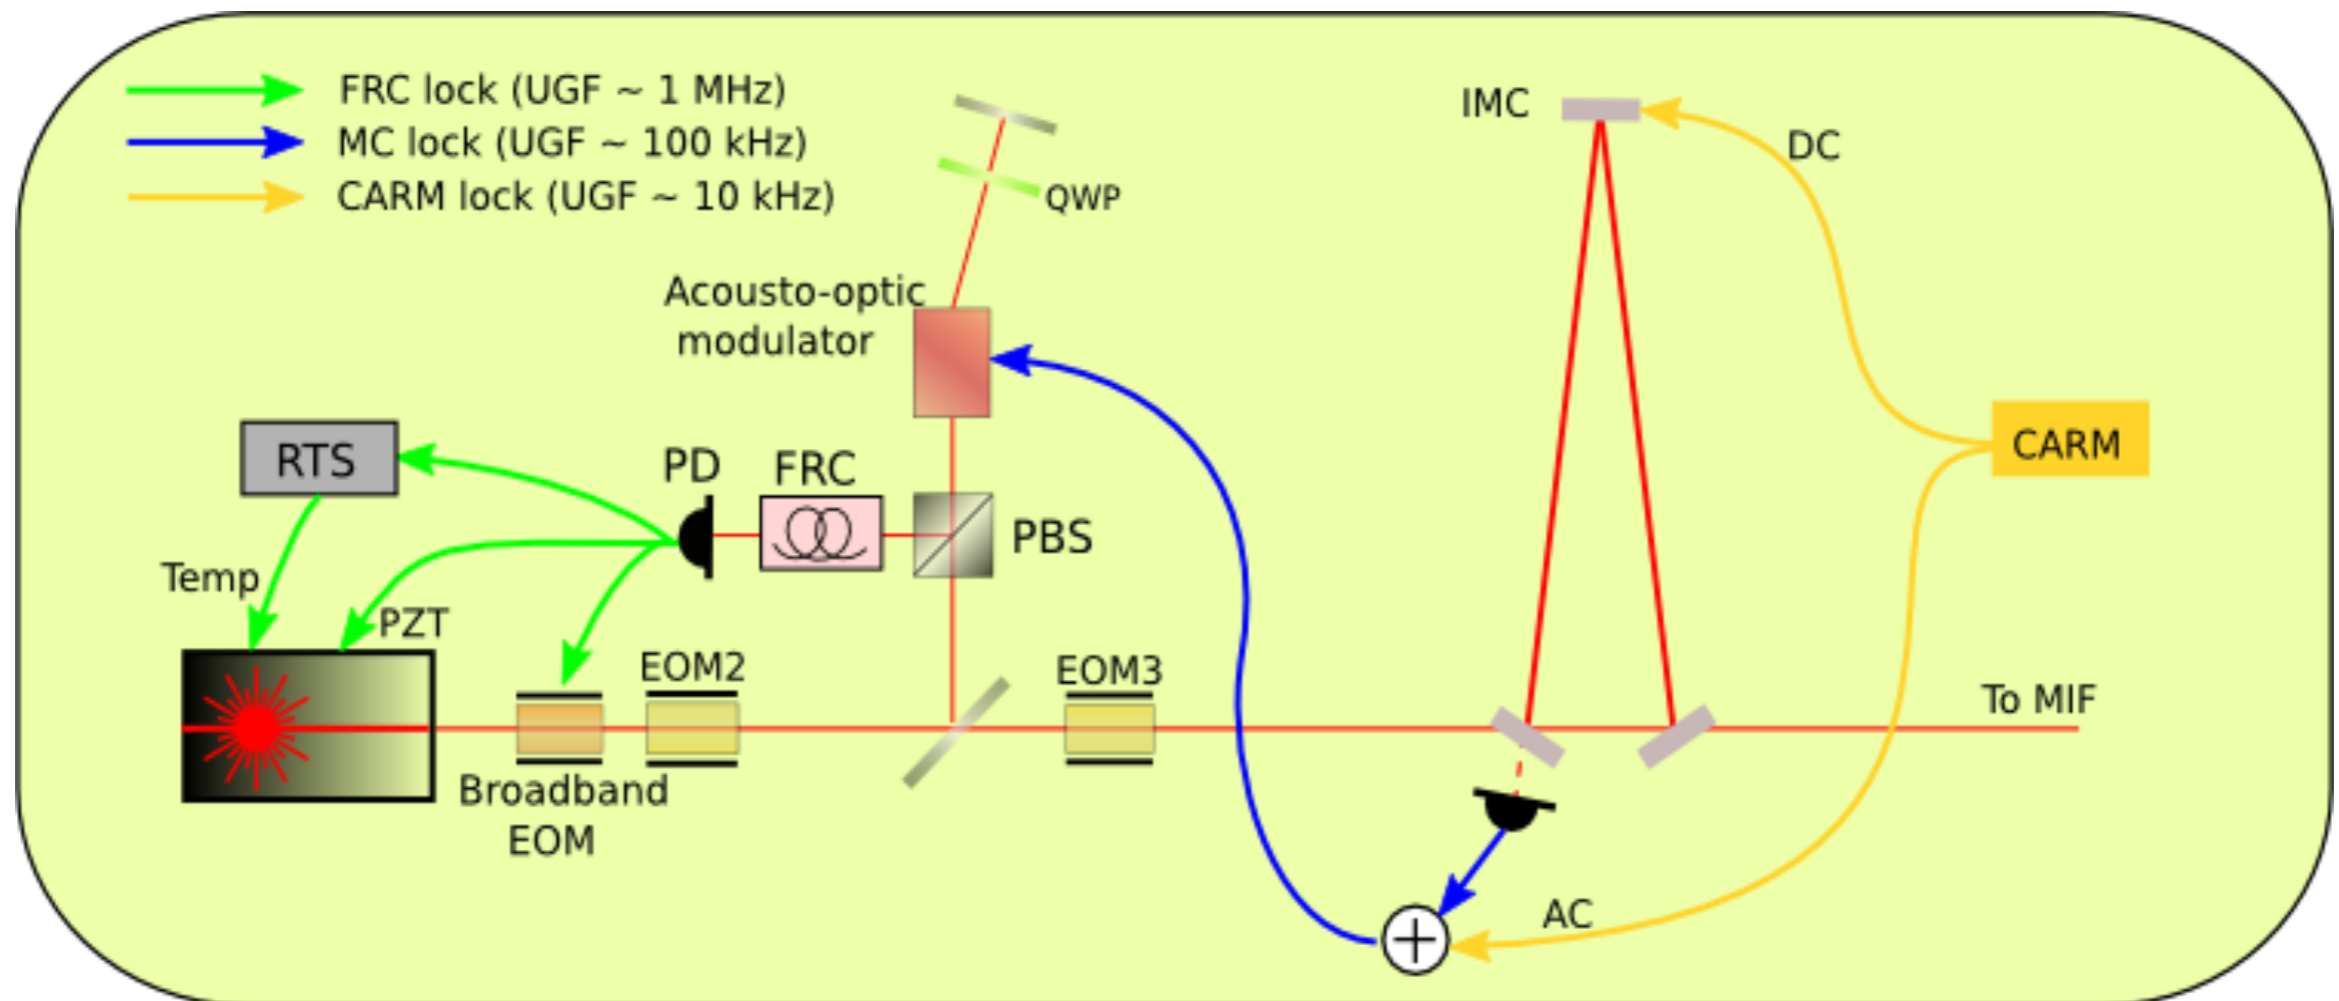 FRC lock (UGF ~ 1 MHz)
MC lock (UGF ~ 100 kHz)
CARM lock (UGF ~ 10 kHz)
IMC
DC
QWP
Acousto-optic
modulator
RTS
PD
FRC
PBS
CARM
Temp
PZT
EOM2
EOM3
To MIF
Broadband
EOM
AC